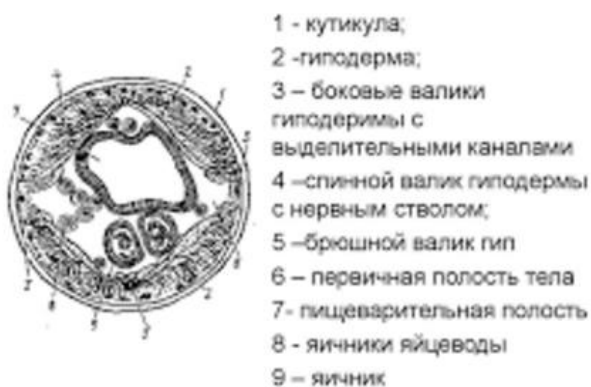 1 - кутикула;
2 -гиподерма;
3 – боковые валики
гиподеримы с
выделительными каналами
4 –спинной валик гиподермы
с нервным стволом;
5 –брюшной валик гип
6 – первичная полость тела
7- пищеварительная полость
8 - яичники яйцеводы
9 – яичник